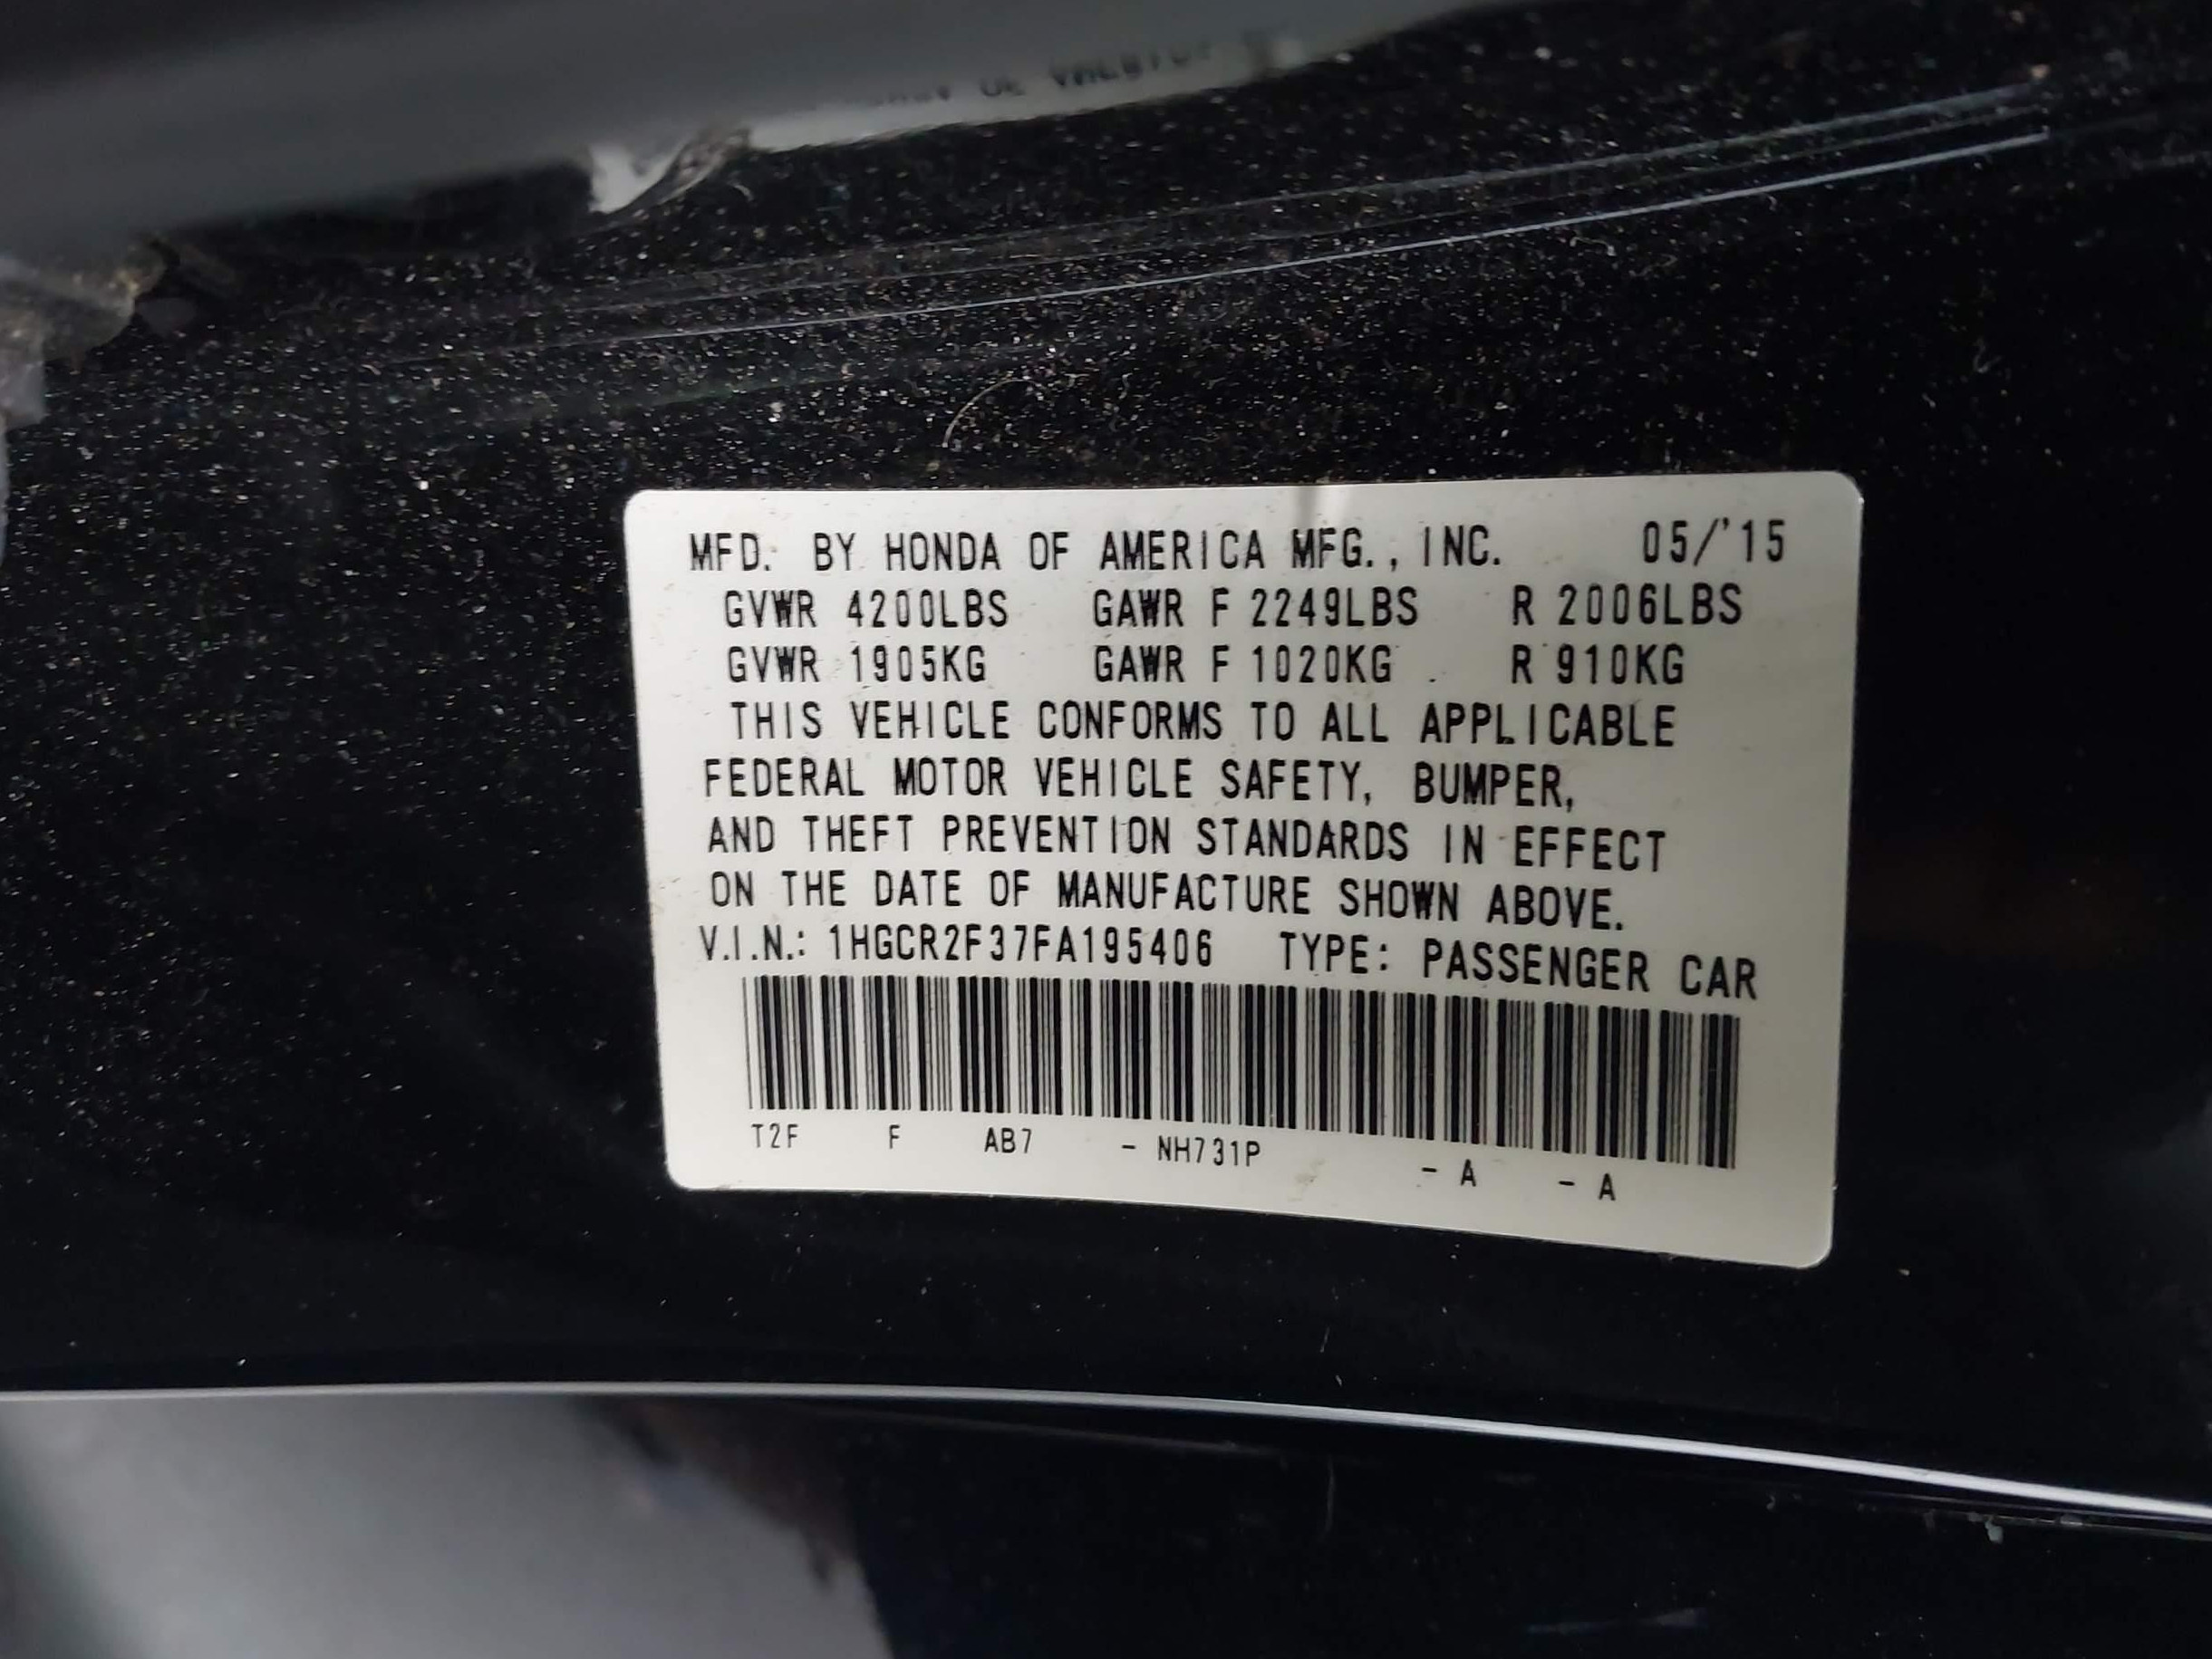 MFD. BY HONDA OF AMERICA MFG., INC. 05/'15
GVWR 4200LBS GAWR F 2249LBS R 2006LBS
GVWR 1905KG GAWR F 1020KG R 910KG
THIS VEHICLE CONFORMS TO ALL APPLICABLE
FEDERAL MOTOR VEHICLE SAFETY, BUMPER,
AND THEFT PREVENTION STANDARDS IN EFFECT
ON THE DATE OF MANUFACTURE SHOWN ABOVE.
V.I.N.: 1HGCR2F37FA195406 TYPE: PASSENGER CAR
T2F F AB7 - NH731P - A - A